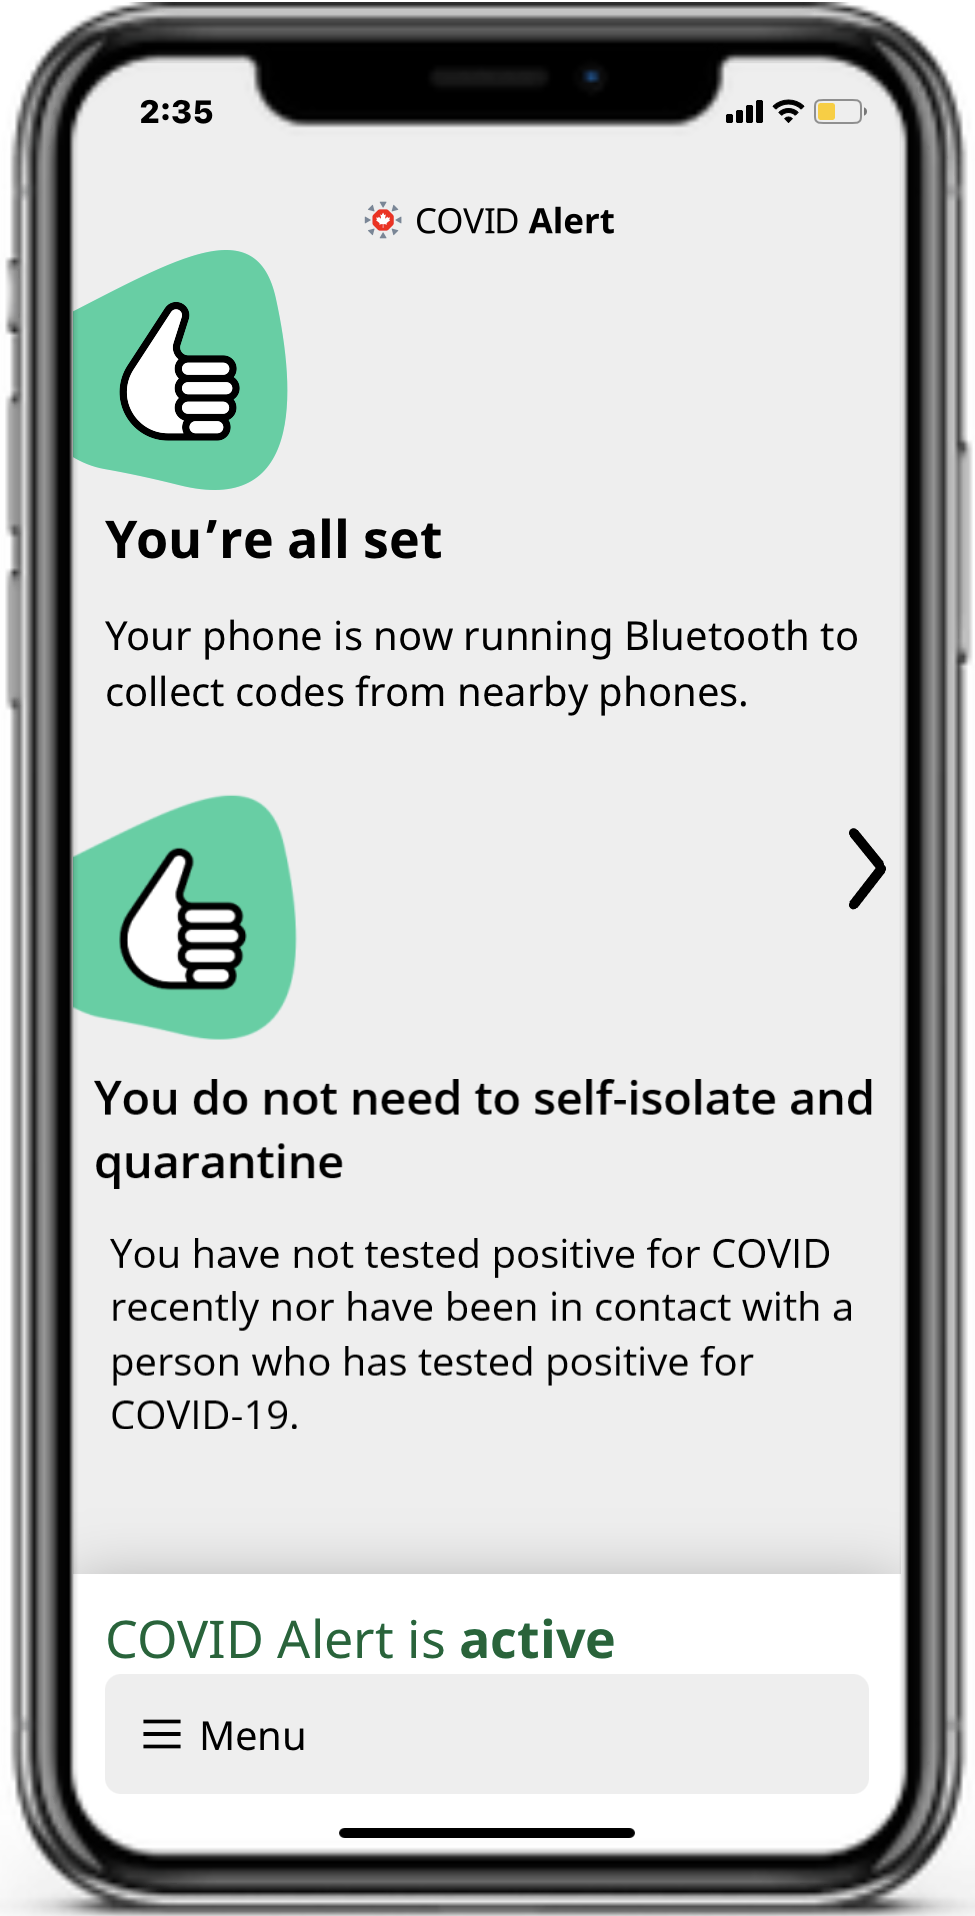 2:35
COVID Alert
You’re all set
Your phone is now running Bluetooth to
collect codes from nearby phones.
You do not need to self-isolate and
quarantine
You have not tested positive for COVID
recently nor have been in contact with a
person who has tested positive for
COVID-19.
COVID Alert is active
Menu